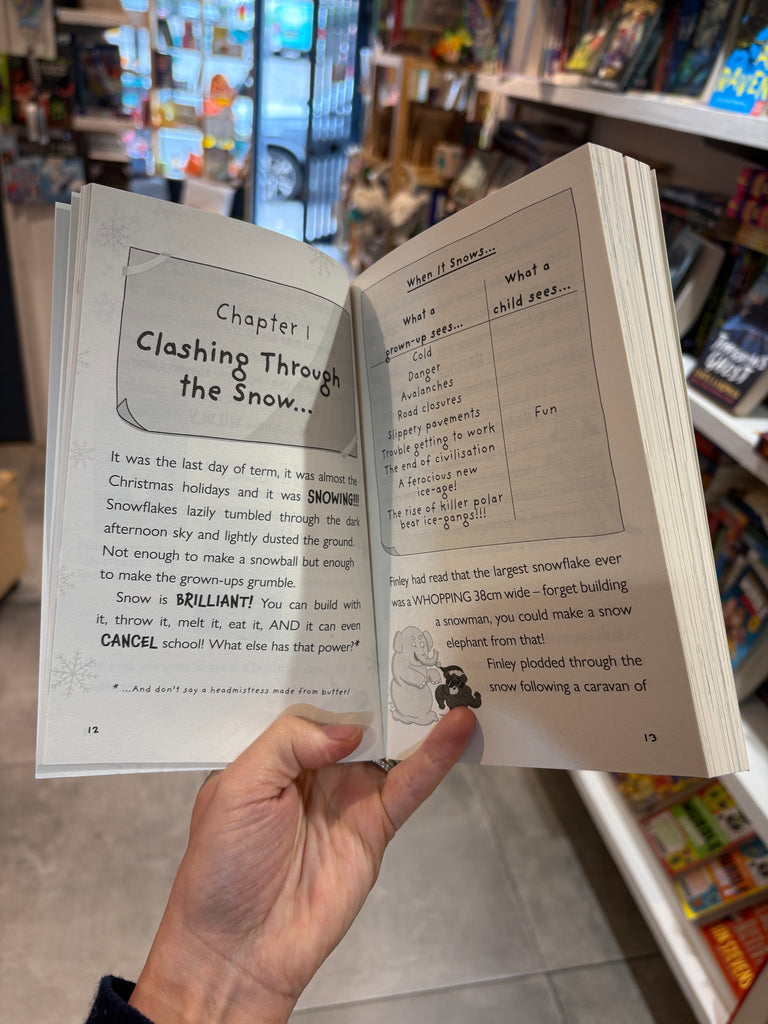 Chapter 1
Clashing Through
the Snow...
It was the last day of term, it was almost the
Christmas holidays and it was SNOWING!!!
Snowflakes lazily tumbled through the dark
afternoon sky and lightly dusted the ground.
Not enough to make a snowball but enough
to make the grown-ups grumble.
Snow is BRILLIANT! You can build with
it, throw it, melt it, eat it, AND it can even
CANCEL school! What else has that power?*
* ...And don't say a headmistress made from butter!
12
When It Snows...
What a
grown-up sees...
What a
child sees...
Cold
Danger
Avalanches
Road closures
Slippery pavements
Trouble getting to work
The end of civilisation
A ferocious new
ice-age!
The rise of killer polar
bear ice-gangs!!!
Fun
Finley had read that the largest snowflake ever
was a WHOPPING 38cm wide – forget building
a snowman, you could make a snow
elephant from that!
Finley plodded through the
snow following a caravan of
13